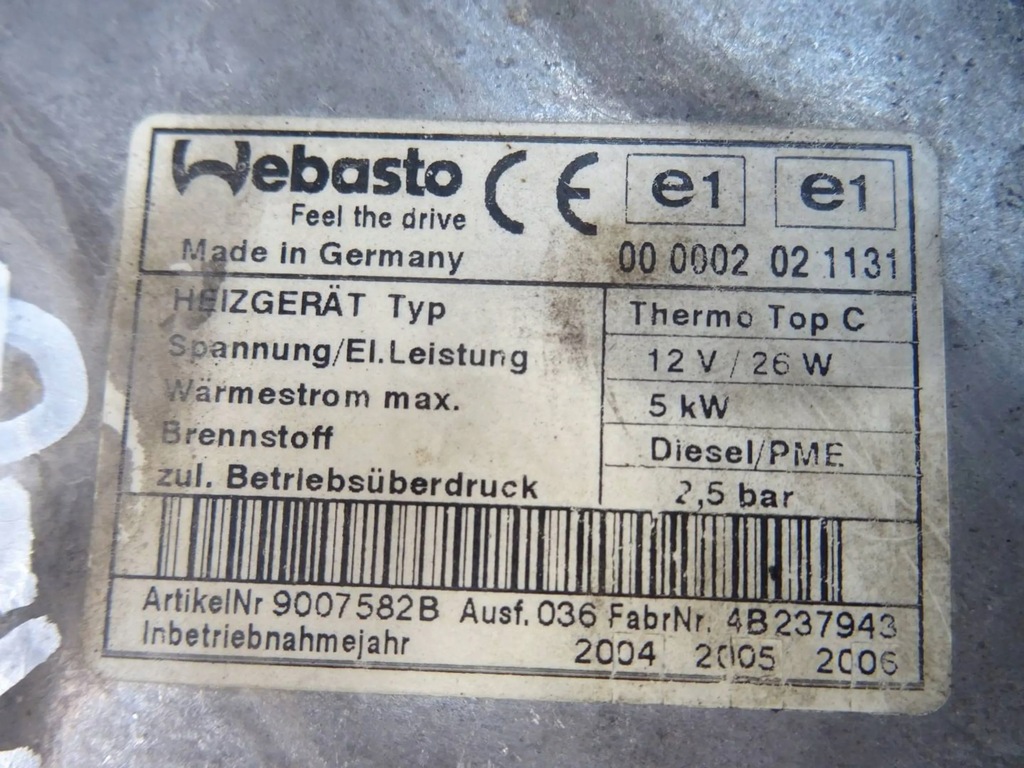 Webasto CE e1 e1
Feel the drive
Made in Germany 00 0002 02 1131
HEIZGERÄT Typ Thermo Top C
Spannung/El.Leistung 12 V / 26 W
Wärmestrom max. 5 kW
Brennstoff Diesel/PME
zul. Betriebsüberdruck 2,5 bar
ArtikelNr 9007582B Ausf. 036 FabrNr. 4B237943
Inbetriebnahmejahr 2004 2005 2006